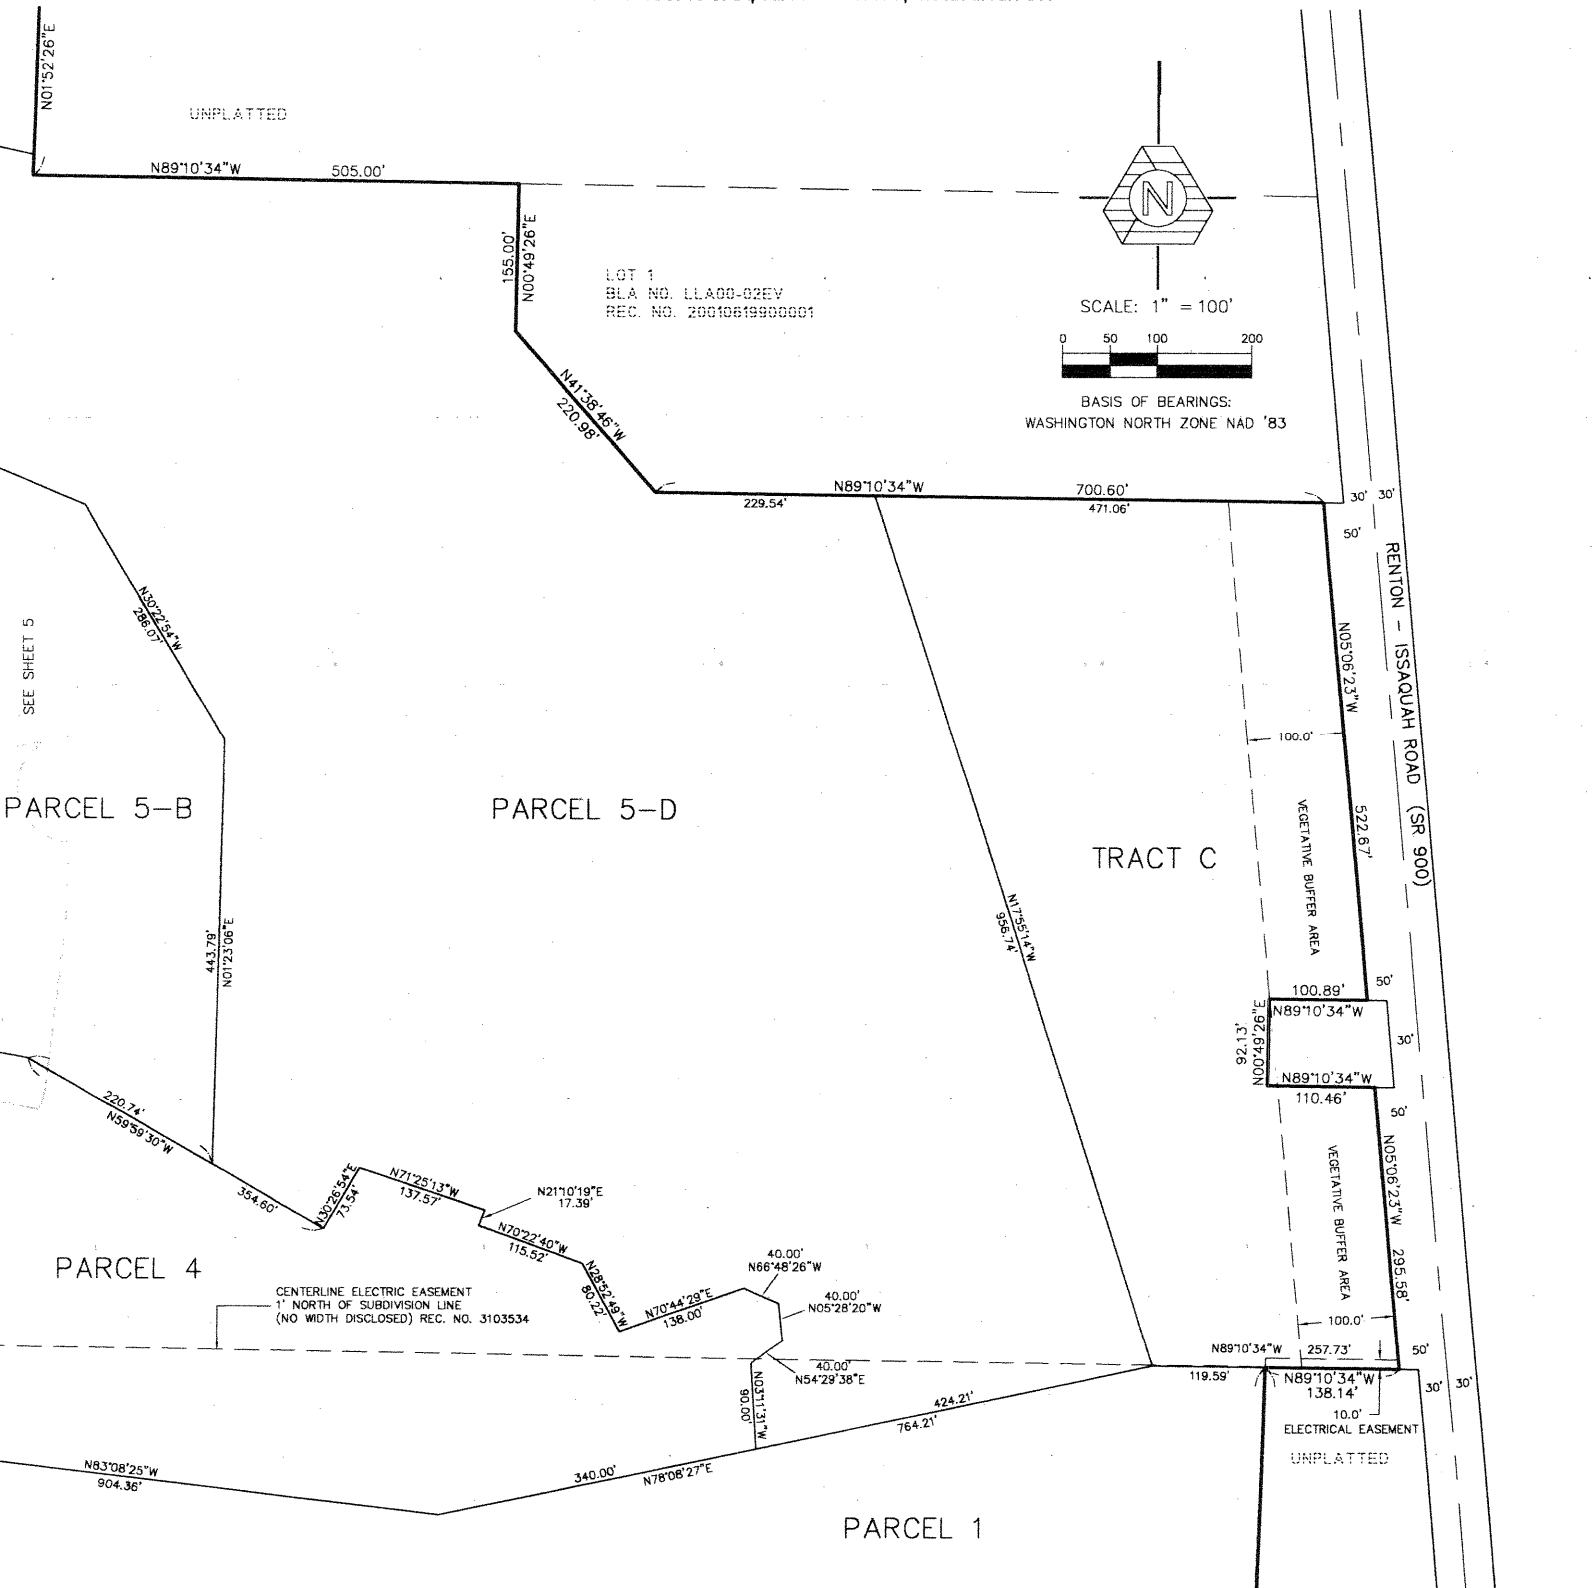 N01°52'26"E
UNPLATTED
N89°10'34"W 505.00'
155.00'
N00°49'26"E
LOT 1
BLA NO. LLA00-02EV
REC. NO. 20010619900001
N
SCALE: 1" = 100'
0 50 100 200
BASIS OF BEARINGS:
WASHINGTON NORTH ZONE NAD '83
N41°38'46"W
220.98'
N89°10'34"W 700.60'
229.54' 471.06'
30' 30'
50'
RENTON - ISSAQUAH ROAD (SR 900)
N30°22'54"W
286.07'
SEE SHEET 5
N05°06'23"W 522.67'
100.0'
PARCEL 5-B
PARCEL 5-D
TRACT C
VEGETATIVE BUFFER AREA
443.79'
N01°23'06"E
N17°55'14"W
956.74'
50'
100.89'
N89°10'34"W
92.13'
N00°49'26"E
30'
N89°10'34"W
110.46'
50'
220.74'
N59°59'30"W
354.60'
N30°26'54"E
73.54'
N71°25'13"W
137.57'
N21°10'19"E
17.39'
N70°22'40"W
115.52'
N28°52'49"W
80.22'
N70°44'29"E
138.00'
40.00'
N66°48'26"W
40.00'
N05°28'20"W
40.00'
N54°29'38"E
N03°11'31"W
90.00'
VEGETATIVE BUFFER AREA
N05°06'23"W 295.58'
100.0'
PARCEL 4
CENTERLINE ELECTRIC EASEMENT
1' NORTH OF SUBDIVISION LINE
(NO WIDTH DISCLOSED) REC. NO. 3103534
N89°10'34"W 257.73'
50'
119.59'
N89°10'34"W
138.14'
30' 30'
10.0'
ELECTRICAL EASEMENT
UNPLATTED
424.21'
764.21'
340.00'
N78°08'27"E
N83°08'25"W
904.36'
PARCEL 1